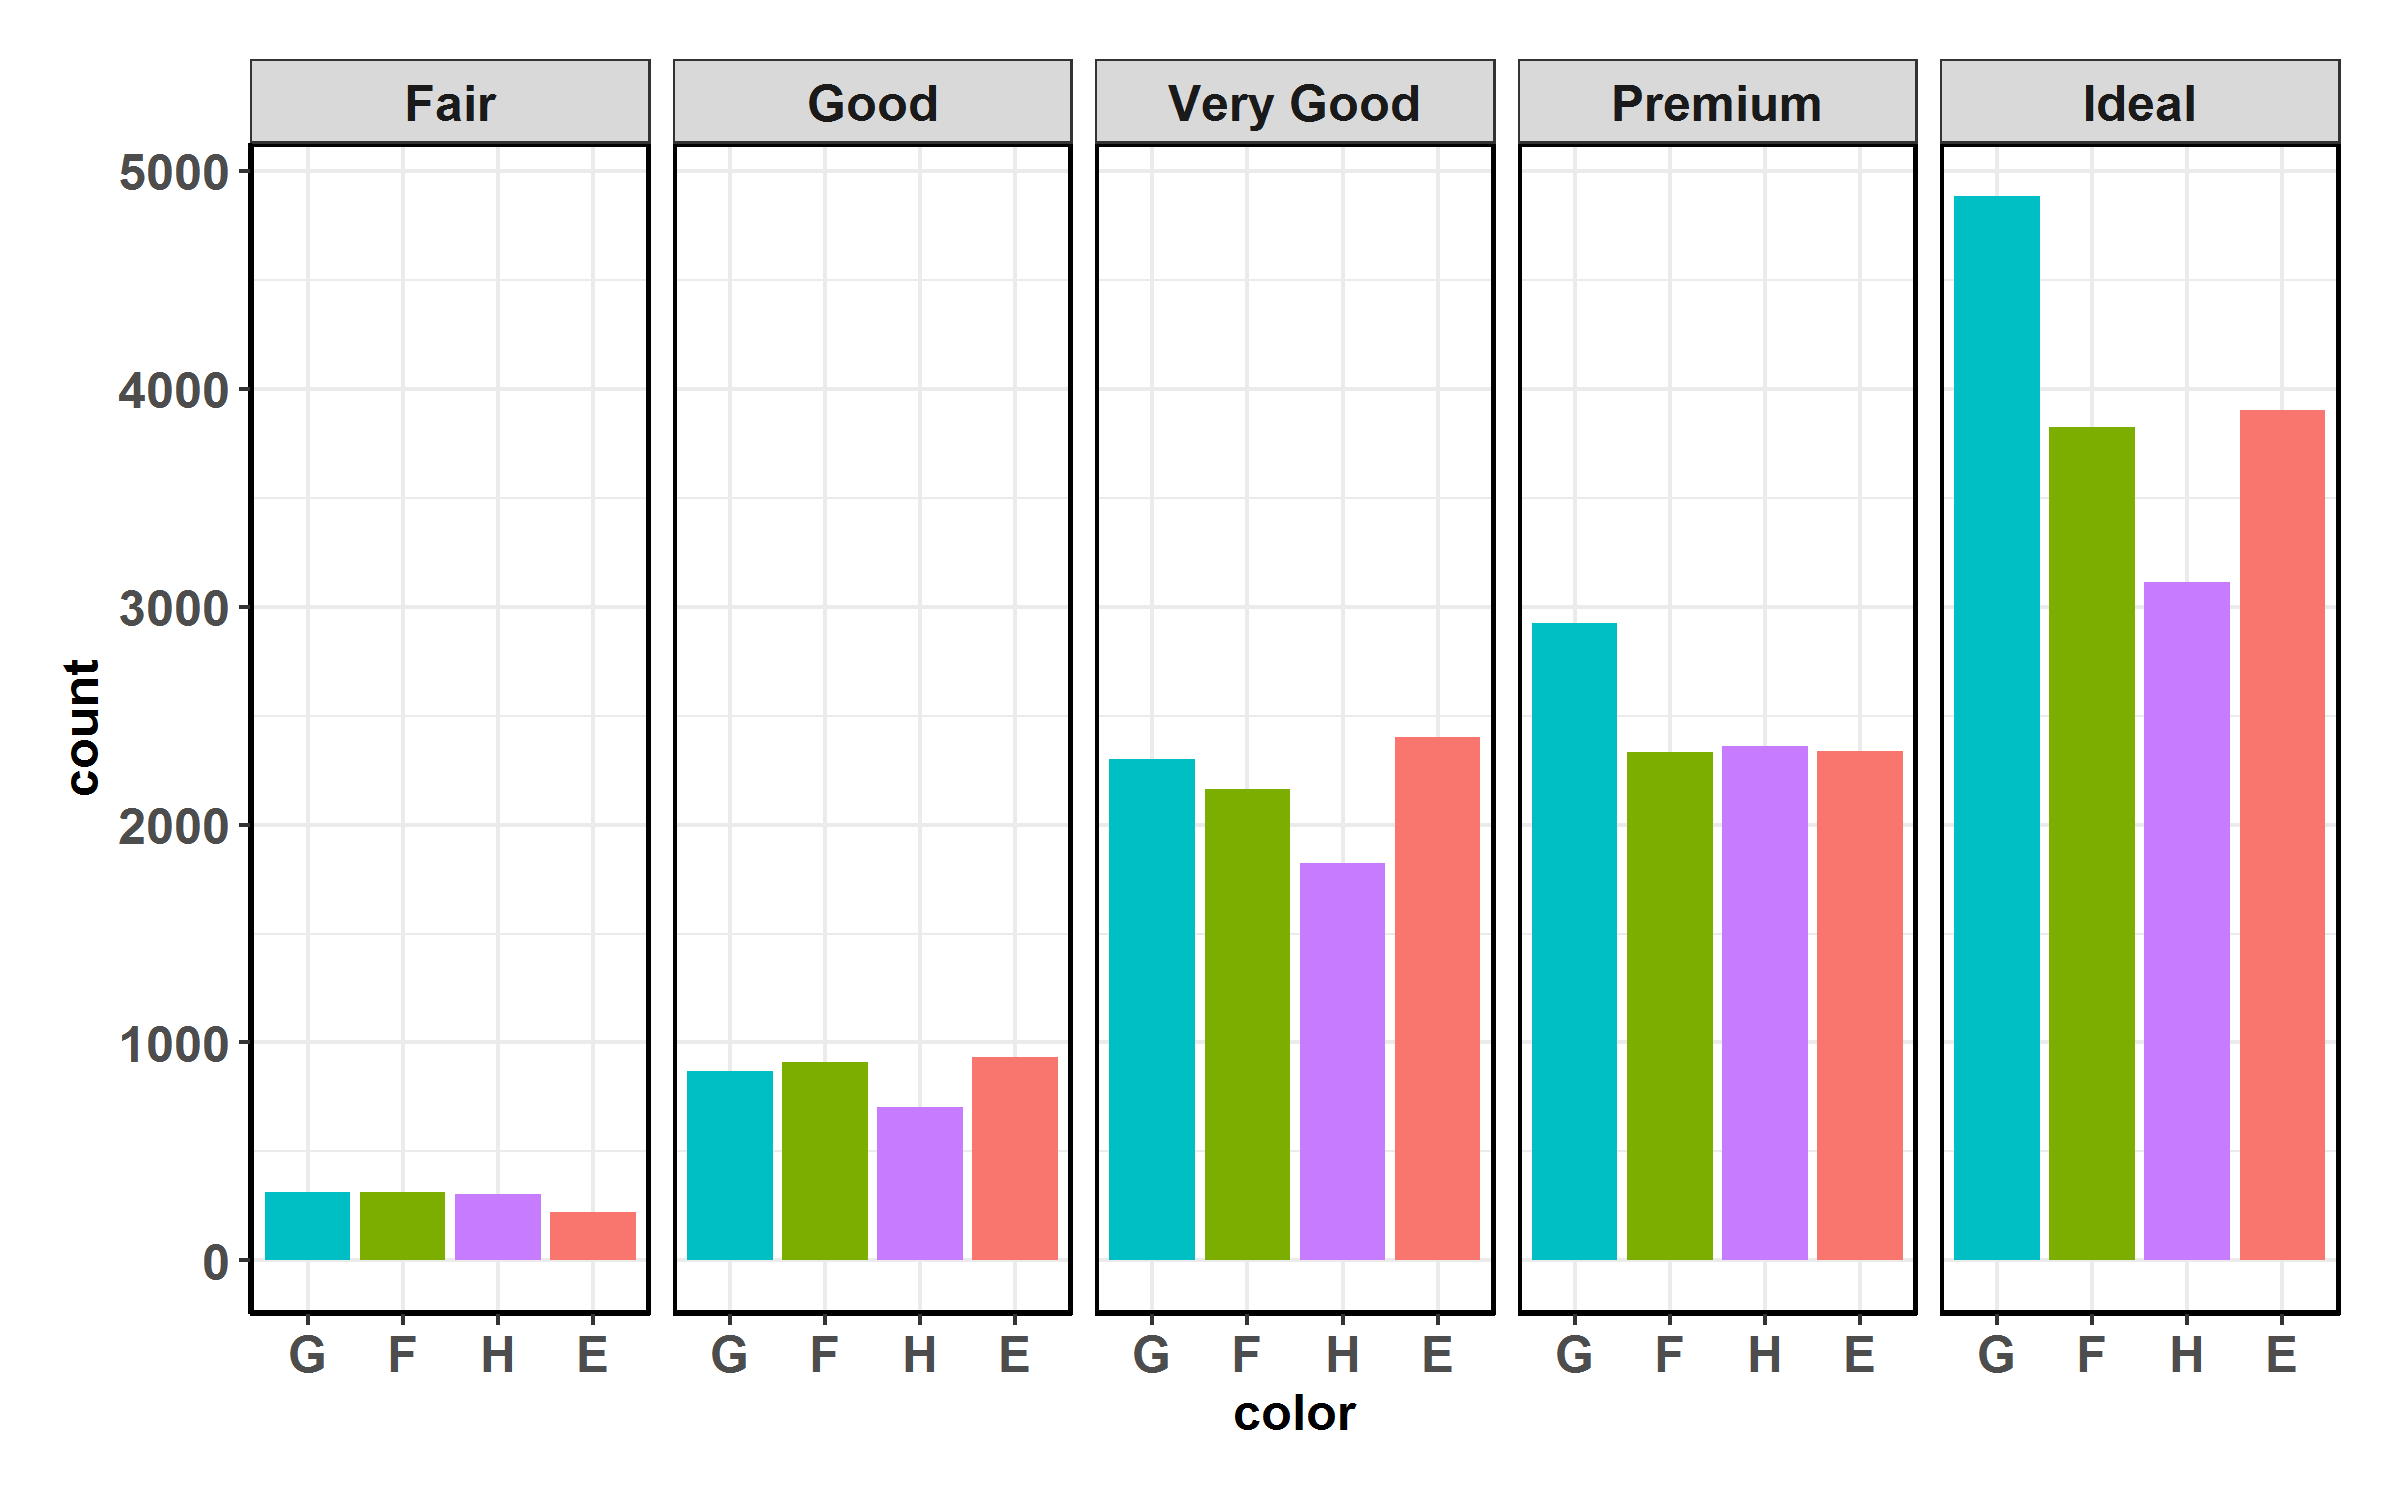 Fair Good Very Good Premium Ideal
5000
4000
3000
2000
1000
0
count
G F H E G F H E G F H E G F H E G F H E
color